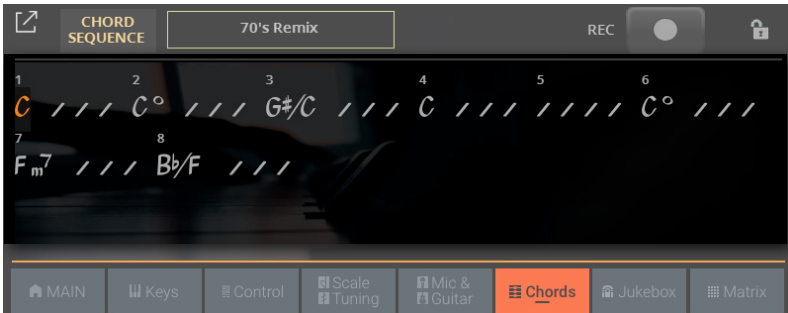 CHORD SEQUENCE 70's Remix REC
1 2 3 4 5 6
C / / / C° / / / G♯/C / / / C / / / / / / / C° / / /
7 8
Fm7 / / / B♭/F / / /
MAIN Keys Control Scale Tuning Mic & Guitar Chords Jukebox Matrix